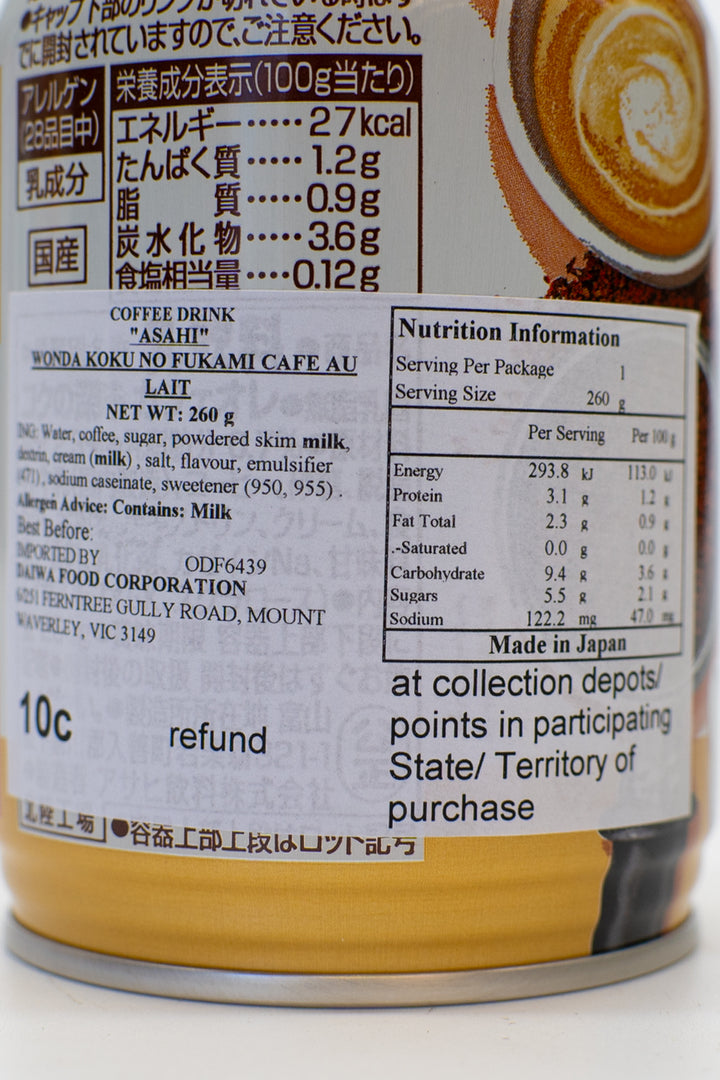 ●キャップ下部のリングが切れている時はす
でに開封されていますので、ご注意ください。
アレルゲン
(28品目中)
乳成分
国産
栄養成分表示(100g当たり)
エネルギー‥‥‥27kcal
たんぱく質‥‥‥1.2g
脂　　　質‥‥‥0.9g
炭水化物‥‥‥3.6g
食塩相当量‥‥0.12g
COFFEE DRINK
"ASAHI"
WONDA KOKU NO FUKAMI CAFE AU
LAIT
NET WT: 260 g
ING: Water, coffee, sugar, powdered skim milk,
dextrin, cream (milk) , salt, flavour, emulsifier
(471) , sodium caseinate, sweetener (950, 955) .
Allergen Advice: Contains: Milk
Best Before:
IMPORTED BY ODF6439
DAIWA FOOD CORPORATION
6/251 FERNTREE GULLY ROAD, MOUNT
WAVERLEY, VIC 3149
10c refund
Nutrition Information
Serving Per Package 1
Serving Size 260 g
Per Serving Per 100 g
Energy 293.8 kJ 113.0 kJ
Protein 3.1 g 1.2 g
Fat Total 2.3 g 0.9 g
.-Saturated 0.0 g 0.0 g
Carbohydrate 9.4 g 3.6 g
Sugars 5.5 g 2.1 g
Sodium 122.2 mg 47.0 mg
Made in Japan
at collection depots/
points in participating
State/ Territory of
purchase
北陸工場
●容器上部上段はロット記号